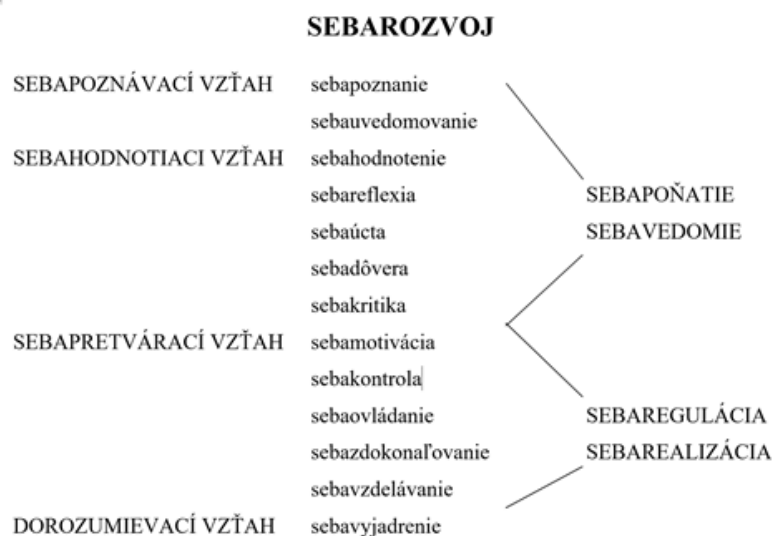 SEBAROZVOJ
SEBAPOZNÁVACÍ VZŤAH sebapoznanie
sebauvedomovanie
SEBAHODNOTIACI VZŤAH sebahodnotenie
sebareflexia SEBAPOŇATIE
sebaúcta SEBAVEDOMIE
sebadôvera
sebakritika
SEBAPRETVÁRACÍ VZŤAH sebamotivácia
sebakontrola
sebaovládanie SEBAREGULÁCIA
sebazdokonaľovanie SEBAREALIZÁCIA
sebavzdelávanie
DOROZUMIEVACÍ VZŤAH sebavyjadrenie